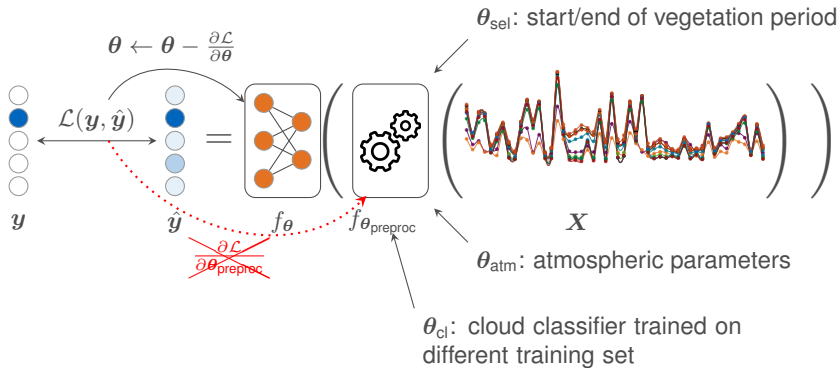 θ_sel: start/end of vegetation period
θ ← θ − ∂ℒ/∂θ
ℒ(y, ŷ)
=
y
ŷ
f_θ
f_θ_preproc
X
∂ℒ/∂θ_preproc
θ_atm: atmospheric parameters
θ_cl: cloud classifier trained on
different training set